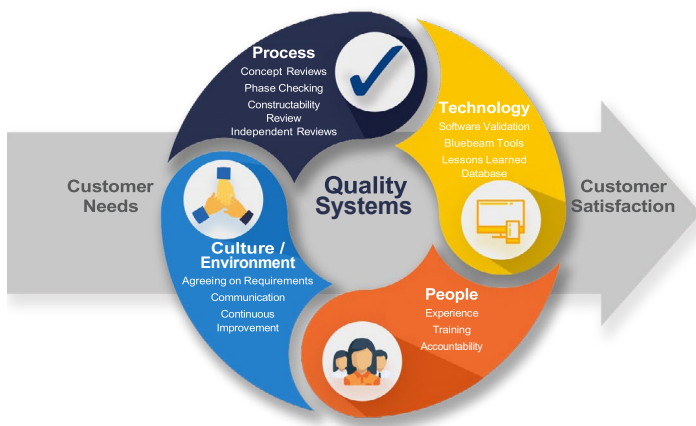 Process
Concept Reviews
Phase Checking
Constructability
Review
Independent Reviews
Technology
Software Validation
Bluebeam Tools
Lessons Learned
Database
Customer
Needs
Quality
Systems
Customer
Satisfaction
Culture /
Environment
Agreeing on Requirements
Communication
Continuous
Improvement
People
Experience
Training
Accountability